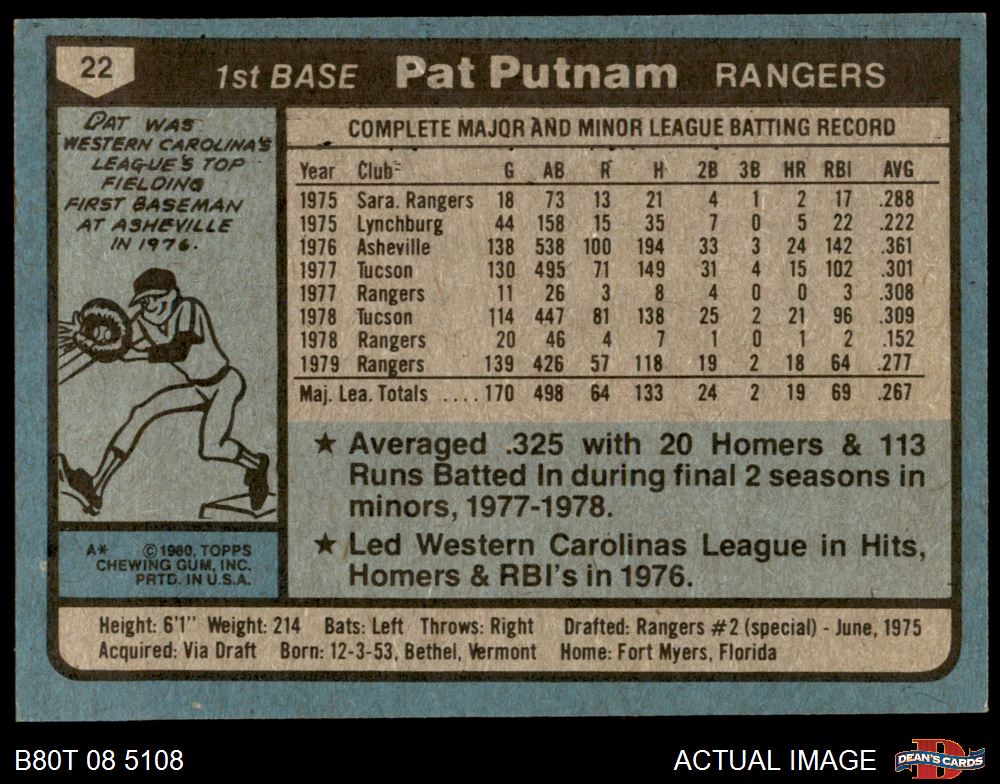 22
1st BASE Pat Putnam RANGERS
PAT WAS
WESTERN CAROLINA'S
LEAGUE'S TOP
FIELDING
FIRST BASEMAN
AT ASHEVILLE
IN 1976.
COMPLETE MAJOR AND MINOR LEAGUE BATTING RECORD
Year Club G AB R H 2B 3B HR RBI AVG
1975 Sara. Rangers 18 73 13 21 4 1 2 17 .288
1975 Lynchburg 44 158 15 35 7 0 5 22 .222
1976 Asheville 138 538 100 194 33 3 24 142 .361
1977 Tucson 130 495 71 149 31 4 15 102 .301
1977 Rangers 11 26 3 8 4 0 0 3 .308
1978 Tucson 114 447 81 138 25 2 21 96 .309
1978 Rangers 20 46 4 7 1 0 1 2 .152
1979 Rangers 139 426 57 118 19 2 18 64 .277
Maj. Lea. Totals ....170 498 64 133 24 2 19 69 .267
★ Averaged .325 with 20 Homers & 113
Runs Batted In during final 2 seasons in
minors, 1977-1978.
★ Led Western Carolinas League in Hits,
Homers & RBI's in 1976.
A* ©1980, TOPPS
CHEWING GUM, INC.
PRTD. IN U.S.A.
Height: 6'1" Weight: 214 Bats: Left Throws: Right Drafted: Rangers #2 (special) - June, 1975
Acquired: Via Draft Born: 12-3-53, Bethel, Vermont Home: Fort Myers, Florida
B80T 08 5108
ACTUAL IMAGE
D
DEAN'S CARDS